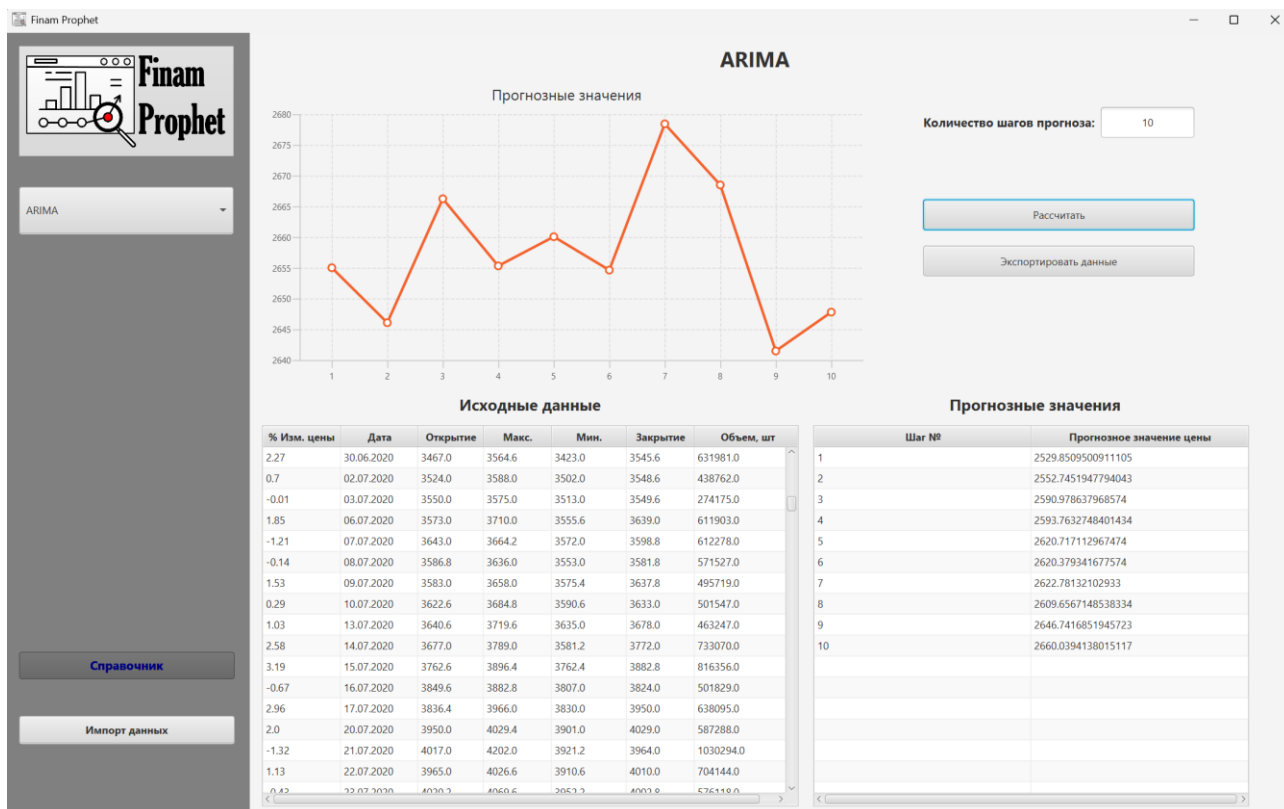 Finam Prophet
Finam
Prophet
ARIMA
ARIMA
Прогнозные значения
2680
2675
2670
2665
2660
2655
2650
2645
2640
1 2 3 4 5 6 7 8 9 10
Количество шагов прогноза: 10
Рассчитать
Экспортировать данные
Справочник
Импорт данных
Исходные данные
% Изм. цены Дата Открытие Макс. Мин. Закрытие Объем, шт
2.27 30.06.2020 3467.0 3564.6 3423.0 3545.6 631981.0
0.7 02.07.2020 3524.0 3588.0 3502.0 3548.6 438762.0
-0.01 03.07.2020 3550.0 3575.0 3513.0 3549.6 274175.0
1.85 06.07.2020 3573.0 3710.0 3555.6 3639.0 611903.0
-1.21 07.07.2020 3643.0 3664.2 3572.0 3598.8 612278.0
-0.14 08.07.2020 3586.8 3636.0 3553.0 3581.8 571527.0
1.53 09.07.2020 3583.0 3658.0 3575.4 3637.8 495719.0
0.29 10.07.2020 3622.6 3684.8 3590.6 3633.0 501547.0
1.03 13.07.2020 3640.6 3719.6 3635.0 3678.0 463247.0
2.58 14.07.2020 3677.0 3789.0 3581.2 3772.0 733070.0
3.19 15.07.2020 3762.6 3896.4 3762.4 3882.8 816356.0
-0.67 16.07.2020 3849.6 3882.8 3807.0 3824.0 501829.0
2.96 17.07.2020 3836.4 3966.0 3830.0 3950.0 638095.0
2.0 20.07.2020 3950.0 4029.4 3901.0 4029.0 587288.0
-1.32 21.07.2020 4017.0 4202.0 3921.2 3964.0 1030294.0
1.13 22.07.2020 3965.0 4026.6 3910.6 4010.0 704144.0
-0.43 23.07.2020 4020.2 4069.6 3952.2 4002.8 576118.0
Прогнозные значения
Шаг № Прогнозное значение цены
1 2529.8509500911105
2 2552.7451947794043
3 2590.978637968574
4 2593.7632748401434
5 2620.717112967474
6 2620.379341677574
7 2622.78132102933
8 2609.6567148538334
9 2646.7416851945723
10 2660.0394138015117